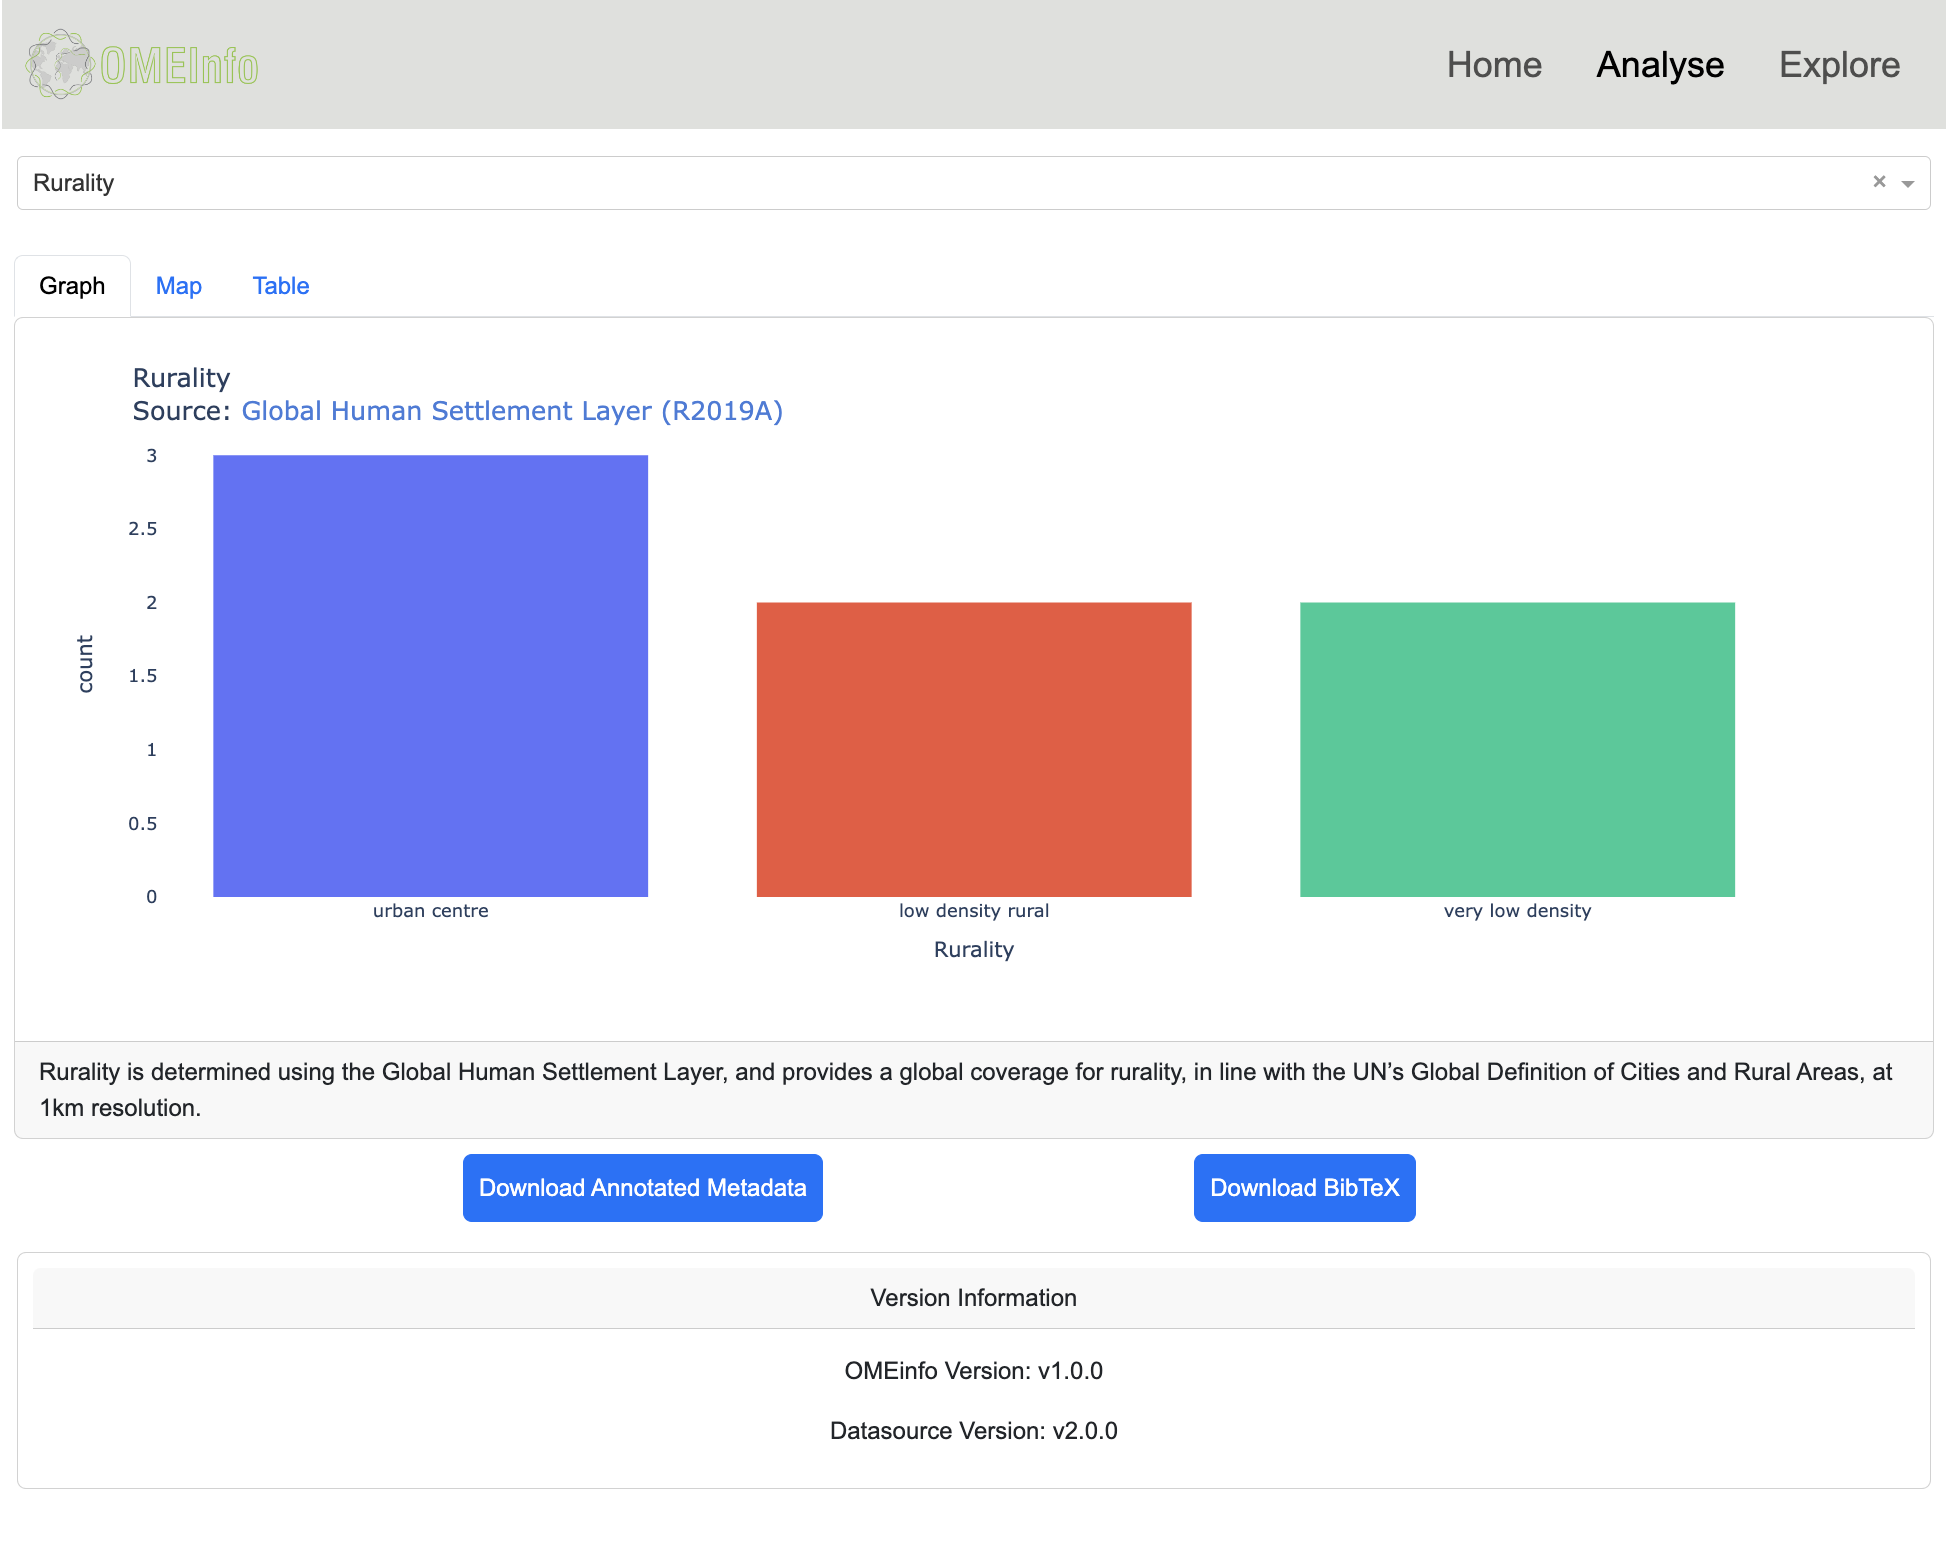 OMEInfo
Home Analyse Explore
Rurality
× 
Graph Map Table
Rurality
Source: Global Human Settlement Layer (R2019A)
3
2.5
2
1.5
1
0.5
0
count
urban centre low density rural very low density
Rurality
Rurality is determined using the Global Human Settlement Layer, and provides a global coverage for rurality, in line with the UN’s Global Definition of Cities and Rural Areas, at
1km resolution.
Download Annotated Metadata Download BibTeX
Version Information
OMEinfo Version: v1.0.0
Datasource Version: v2.0.0